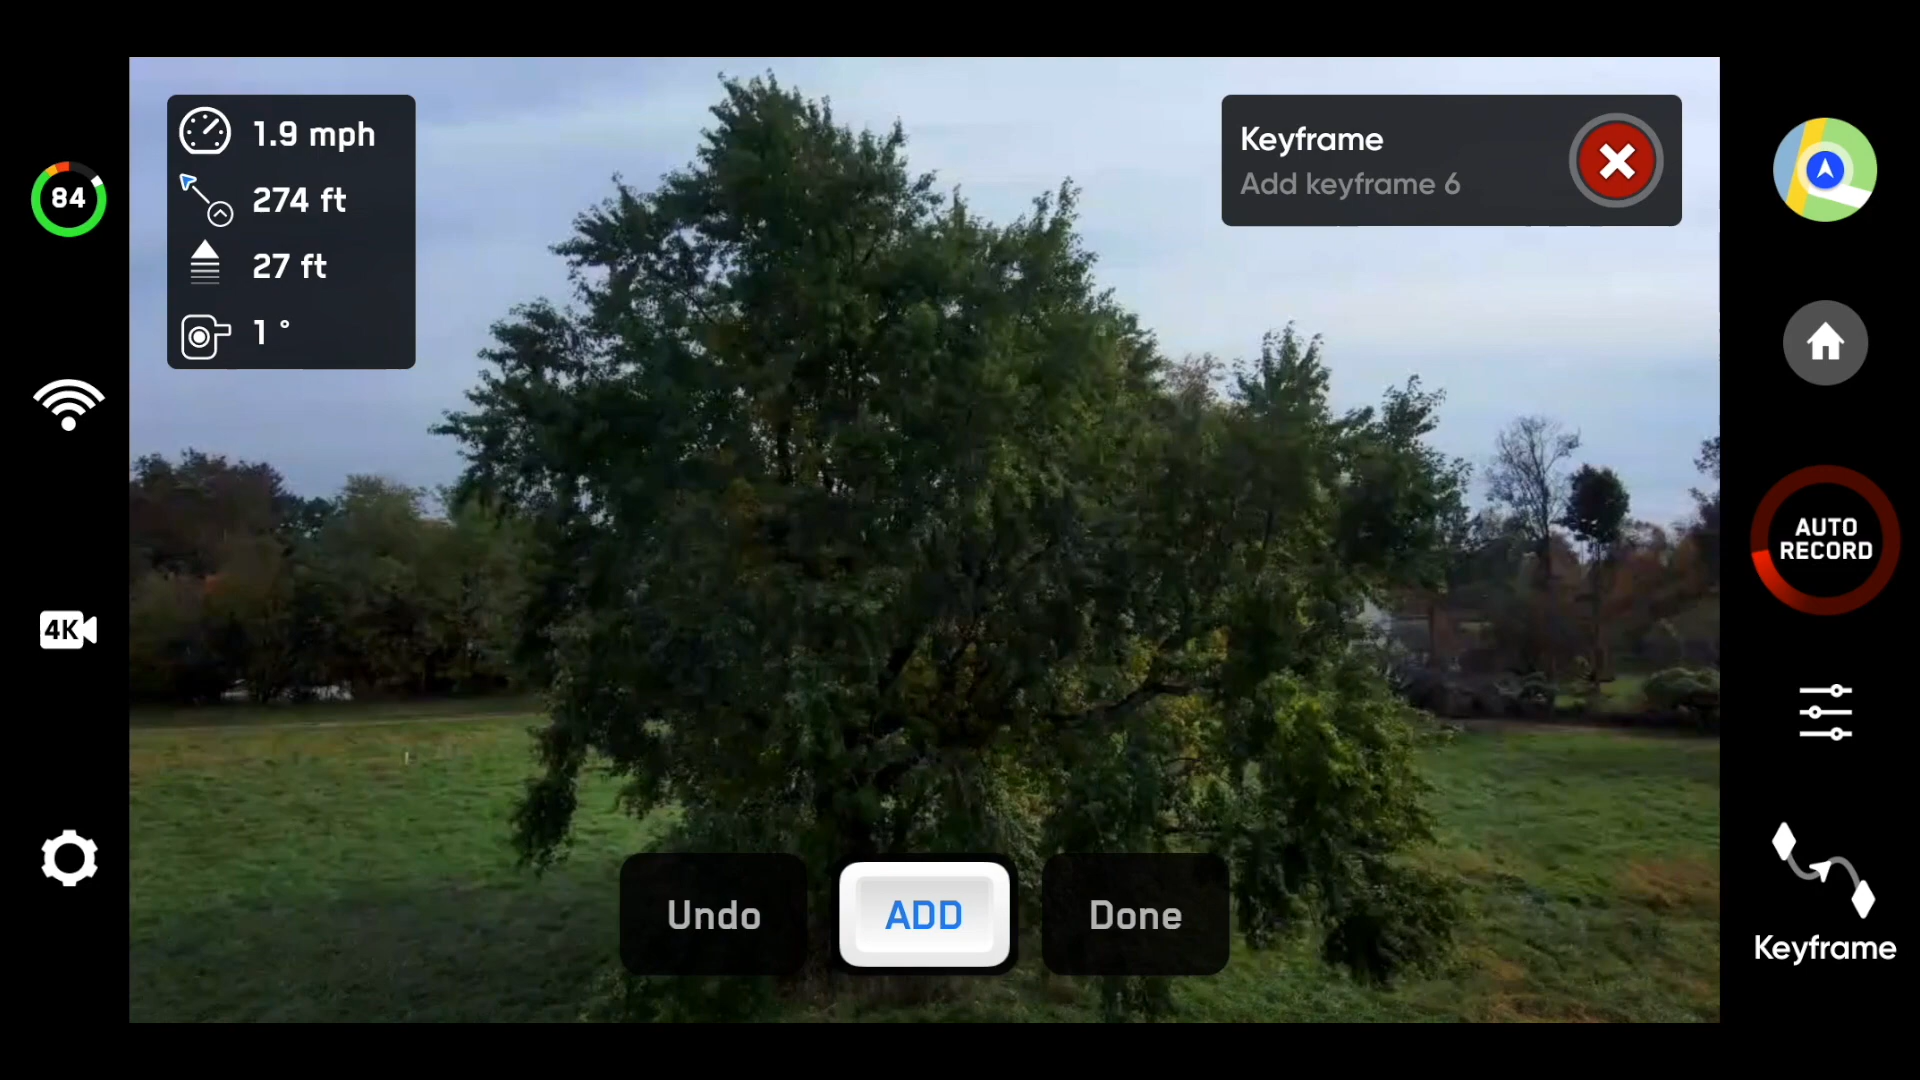 1.9 mph
274 ft
27 ft
1 °
84
4K
Keyframe
Add keyframe 6
AUTO
RECORD
Keyframe
Undo
ADD
Done